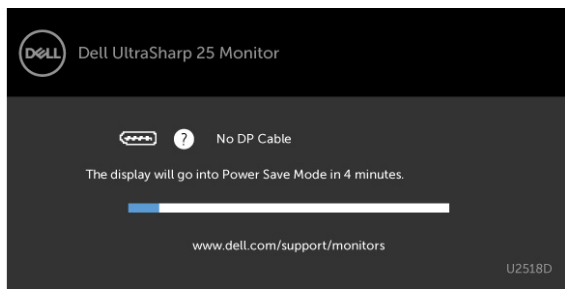 DELL
Dell UltraSharp 25 Monitor
? No DP Cable
The display will go into Power Save Mode in 4 minutes.
www.dell.com/support/monitors
U2518D